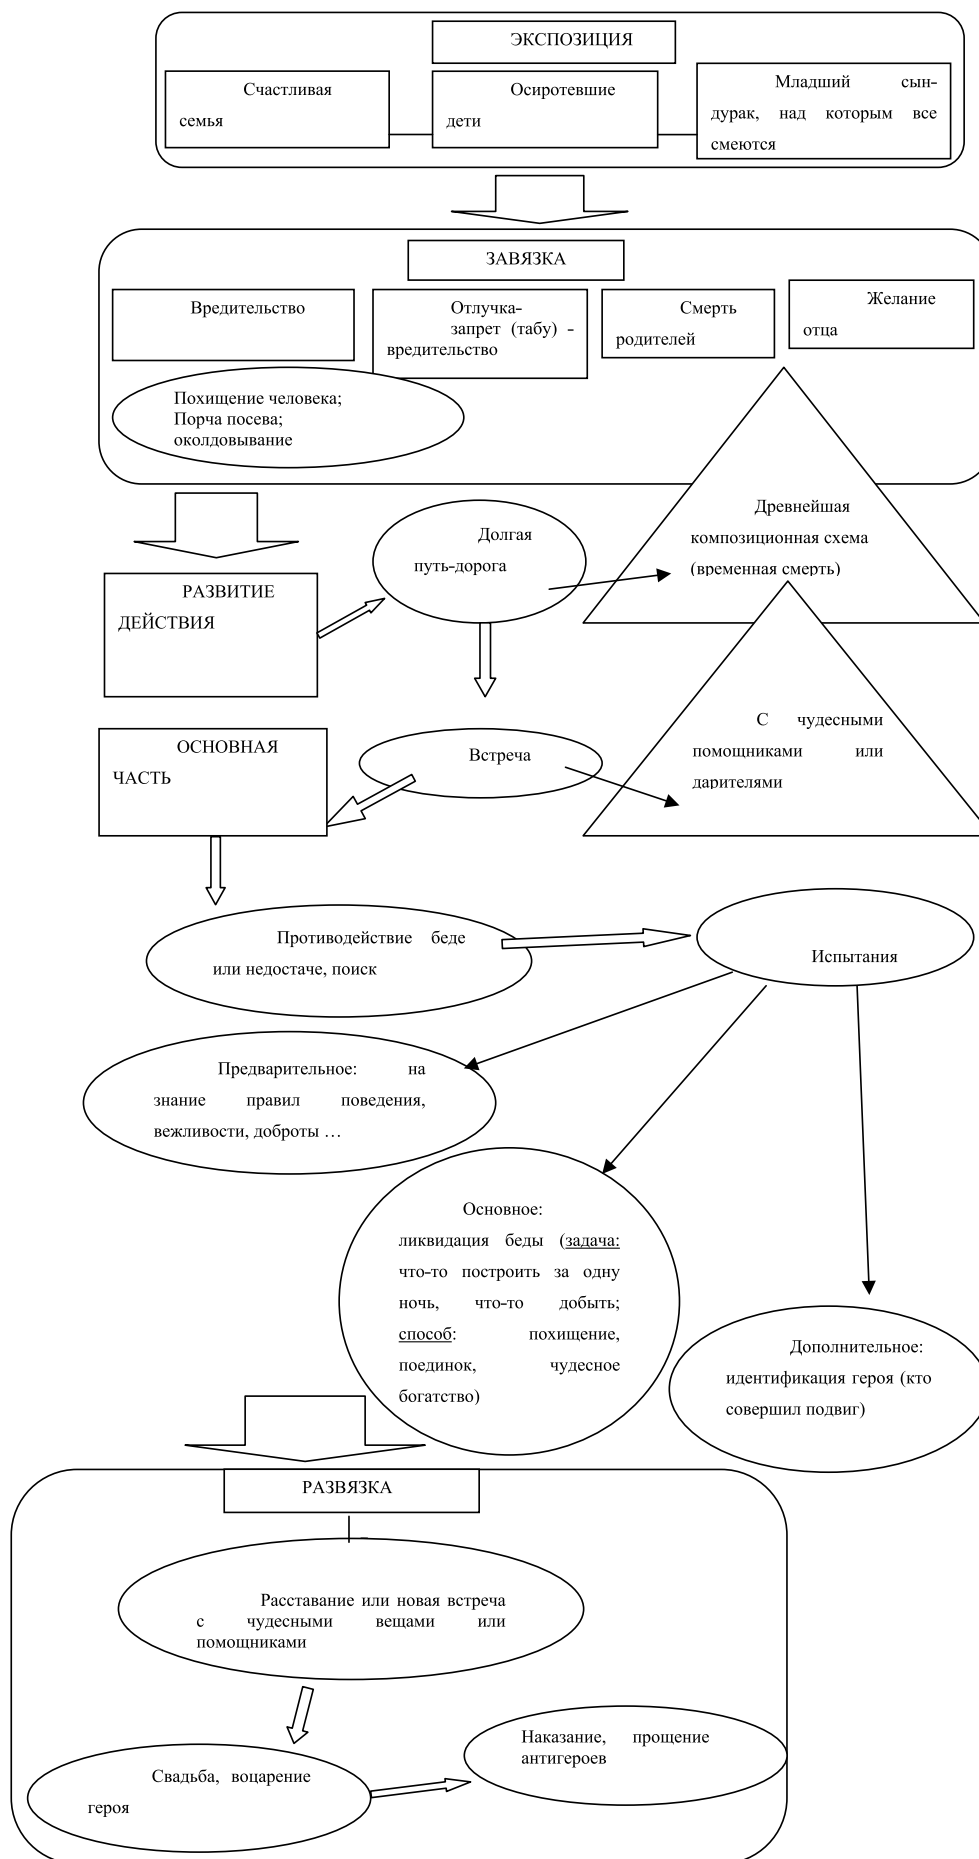 ЭКСПОЗИЦИЯ
Счастливая
семья
Осиротевшие
дети
Младший сын-
дурак, над которым все
смеются
ЗАВЯЗКА
Вредительство
Отлучка-
запрет (табу) -
вредительство
Смерть
родителей
Желание
отца
Похищение человека;
Порча посева;
околдовывание
Древнейшая
композиционная схема
(временная смерть)
Долгая
путь-дорога
РАЗВИТИЕ
ДЕЙСТВИЯ
С чудесными
помощниками или
дарителями
ОСНОВНАЯ
ЧАСТЬ
Встреча
Противодействие беде
или недостаче, поиск
Испытания
Предварительное: на
знание правил поведения,
вежливости, доброты …
Основное:
ликвидация беды (задача:
что-то построить за одну
ночь, что-то добыть;
способ: похищение,
поединок, чудесное
богатство)
Дополнительное:
идентификация героя (кто
совершил подвиг)
РАЗВЯЗКА
Расставание или новая встреча
с чудесными вещами или
помощниками
Наказание, прощение
антигероев
Свадьба, воцарение
героя